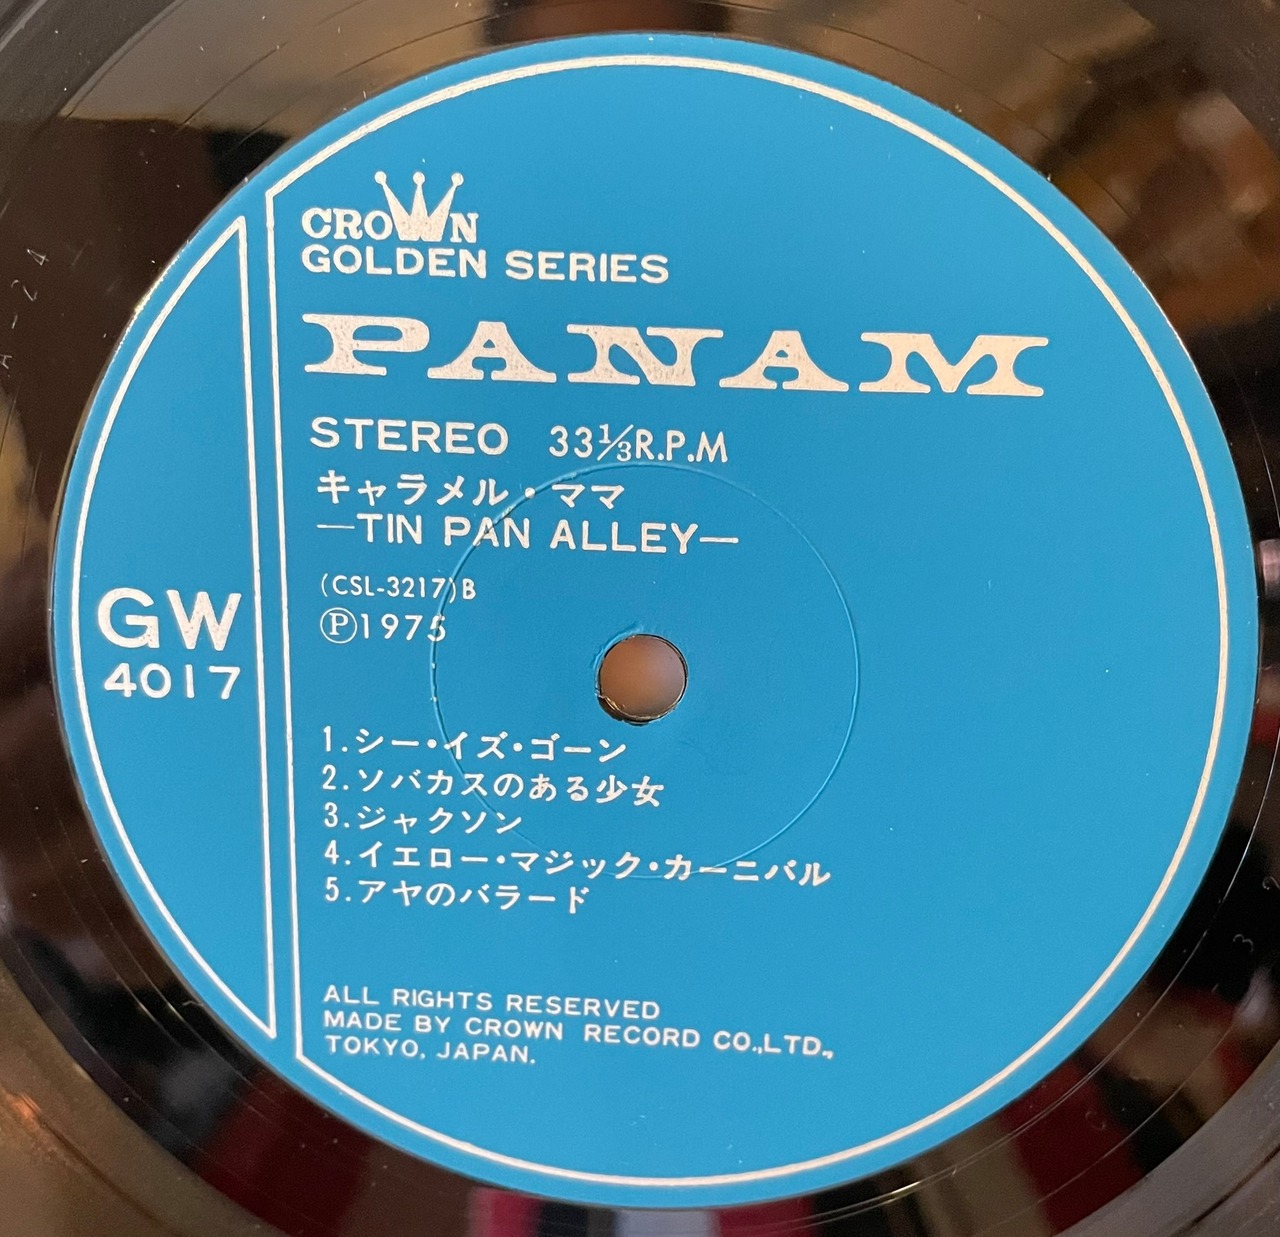 CROWN
GOLDEN SERIES
PANAM
STEREO 33⅓R.P.M
キャラメル・ママ
—TIN PAN ALLEY—
(CSL-3217)B
Ⓟ1975
GW
4017
1.シー・イズ・ゴーン
2.ソバカスのある少女
3.ジャクソン
4.イエロー・マジック・カーニバル
5.アヤのバラード
ALL RIGHTS RESERVED
MADE BY CROWN RECORD CO.,LTD.,
TOKYO, JAPAN.